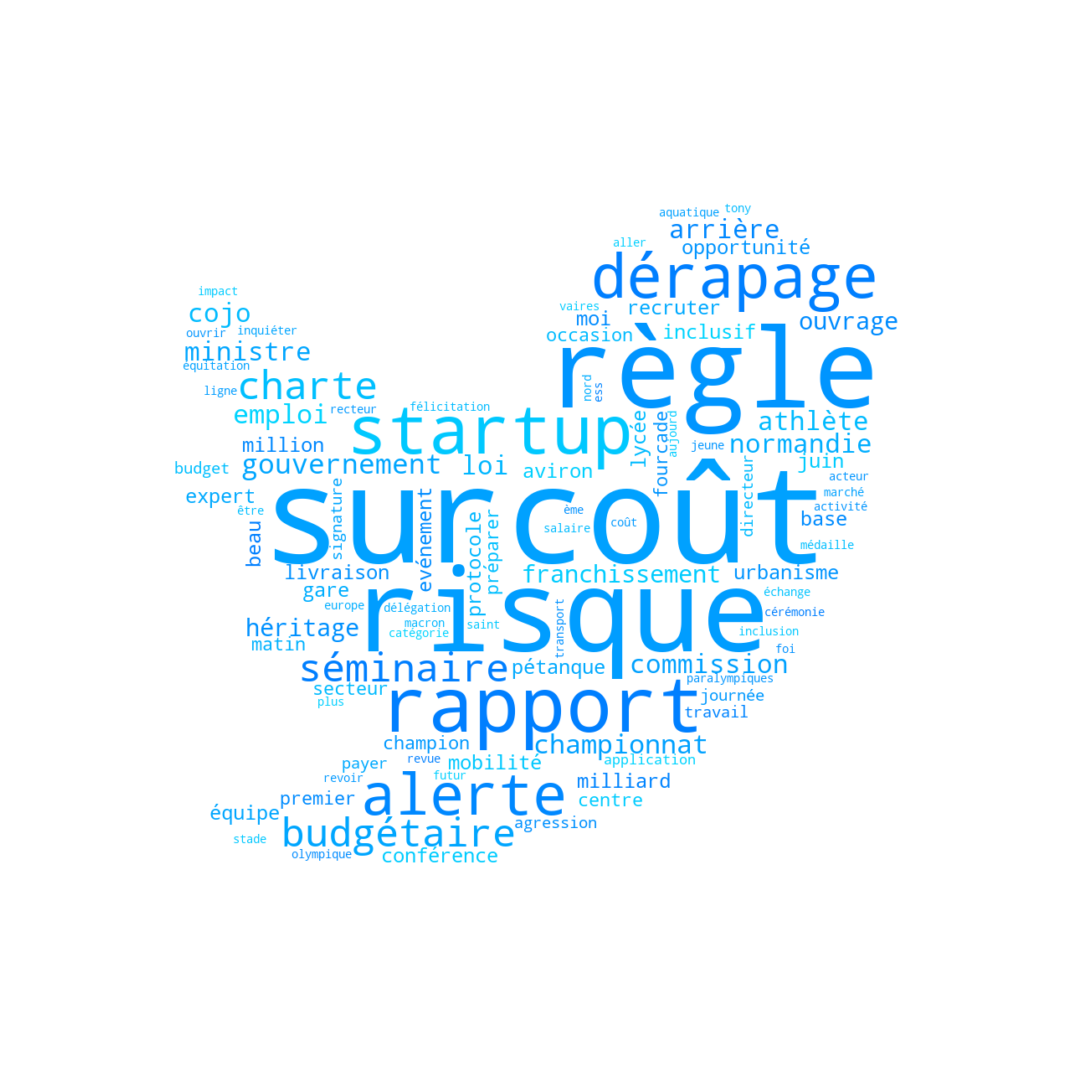 tony
aquatique
arrière
aller
opportunité
dérapage
impact
vaires
recruter
cojo
moi
ouvrage
ouvrir
inquiéter
occasion
inclusif
règle
ministre
équitation
charte
nord
ess
ligne
recteur
félicitation
emploi
startup
lycée
fourcade
aujourd
athlète
million
jeune
normandie
budget
gouvernement
loi
aviron
juin
acteur
expert
signature
evénement
surcoût
directeur
marché
activité
être
protocole
préparer
ème
salaire
coût
base
beau
médaille
livraison
franchissement
urbanisme
gare
risque
échange
europe
délégation
cérémonie
héritage
macron
saint
catégorie
transport
inclusion
matin
foi
séminaire
pétanque
commission
paralympiques
secteur
journée
plus
rapport
travail
champion
championnat
revue
application
payer
mobilité
revoir
futur
milliard
premier
alerte
centre
équipe
agression
stade
budgétaire
olympique
conférence